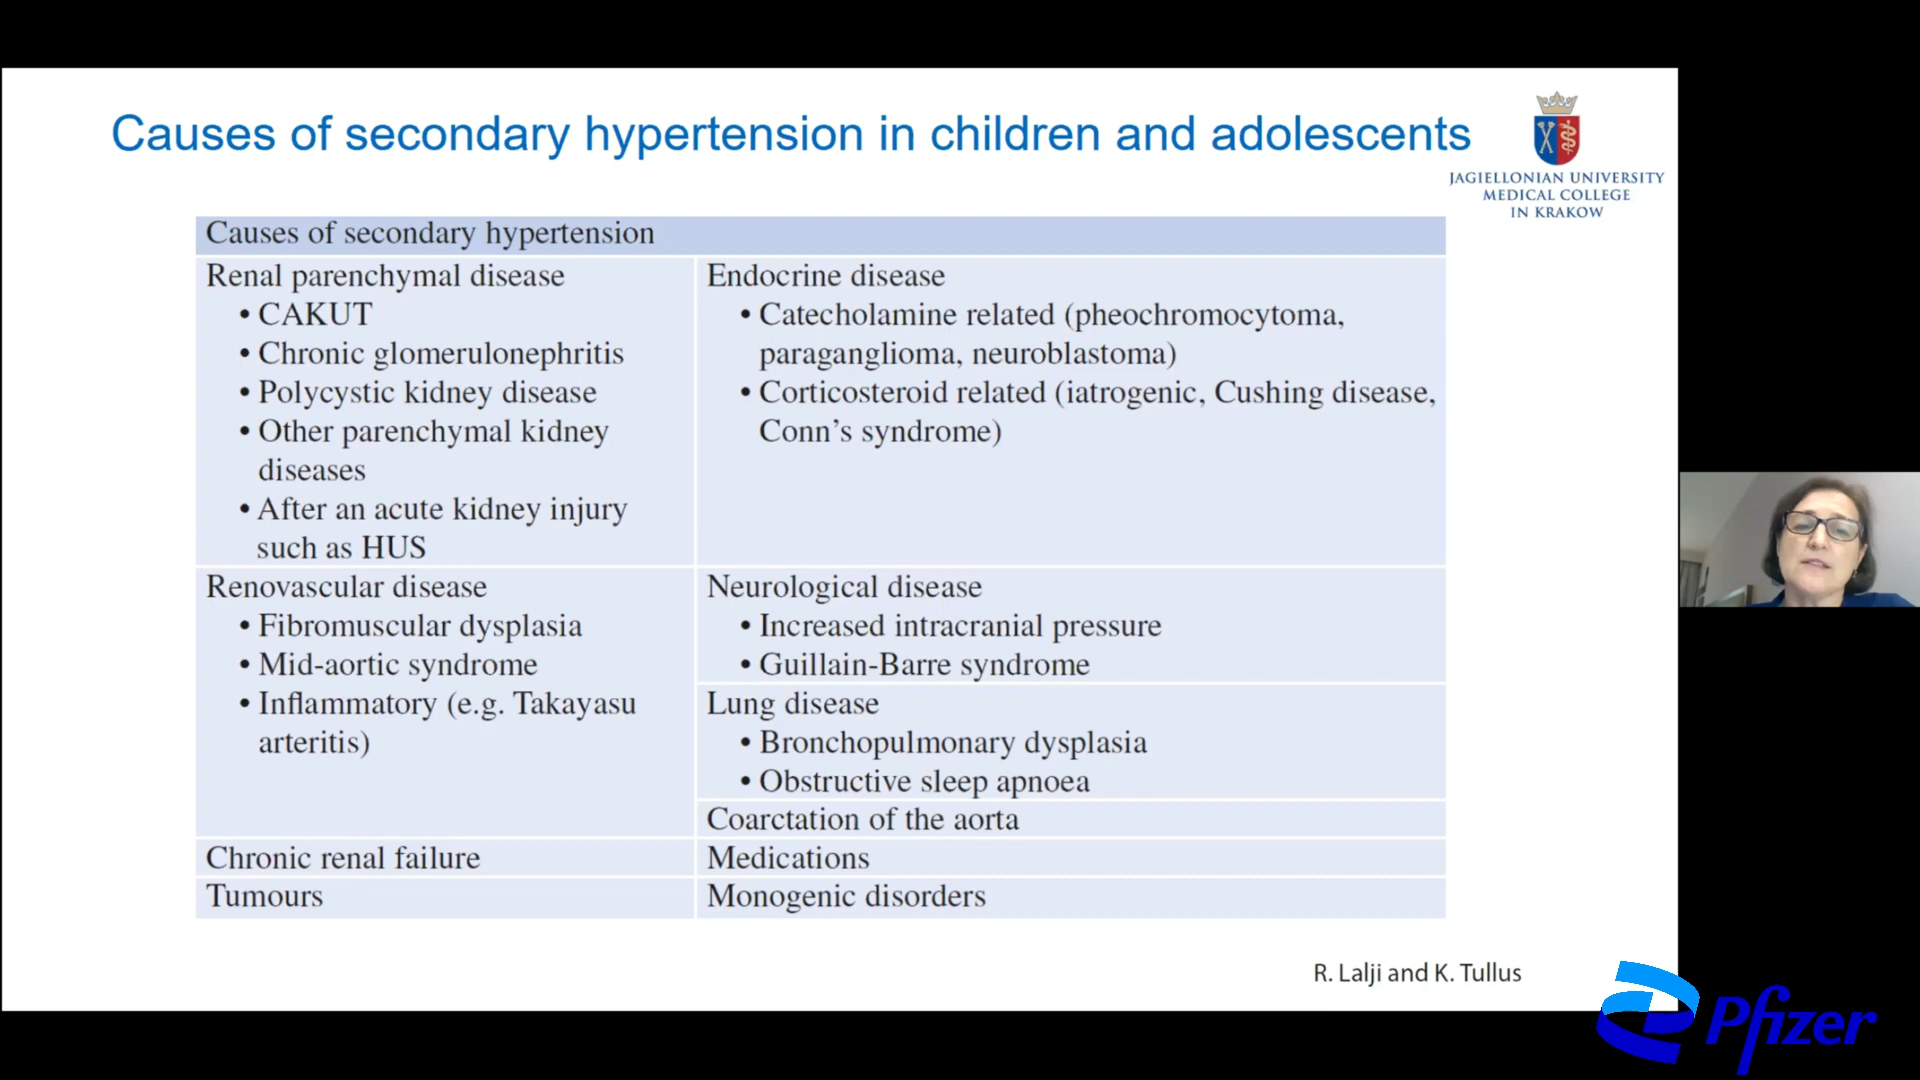 Causes of secondary hypertension in children and adolescents
JAGIELLONIAN UNIVERSITY
MEDICAL COLLEGE
IN KRAKOW
Causes of secondary hypertension
Renal parenchymal disease
• CAKUT
• Chronic glomerulonephritis
• Polycystic kidney disease
• Other parenchymal kidney
diseases
• After an acute kidney injury
such as HUS
Endocrine disease
• Catecholamine related (pheochromocytoma,
paraganglioma, neuroblastoma)
• Corticosteroid related (iatrogenic, Cushing disease,
Conn’s syndrome)
Renovascular disease
• Fibromuscular dysplasia
• Mid-aortic syndrome
• Inflammatory (e.g. Takayasu
arteritis)
Neurological disease
• Increased intracranial pressure
• Guillain-Barre syndrome
Lung disease
• Bronchopulmonary dysplasia
• Obstructive sleep apnoea
Coarctation of the aorta
Chronic renal failure
Medications
Tumours
Monogenic disorders
R. Lalji and K. Tullus
Pfizer